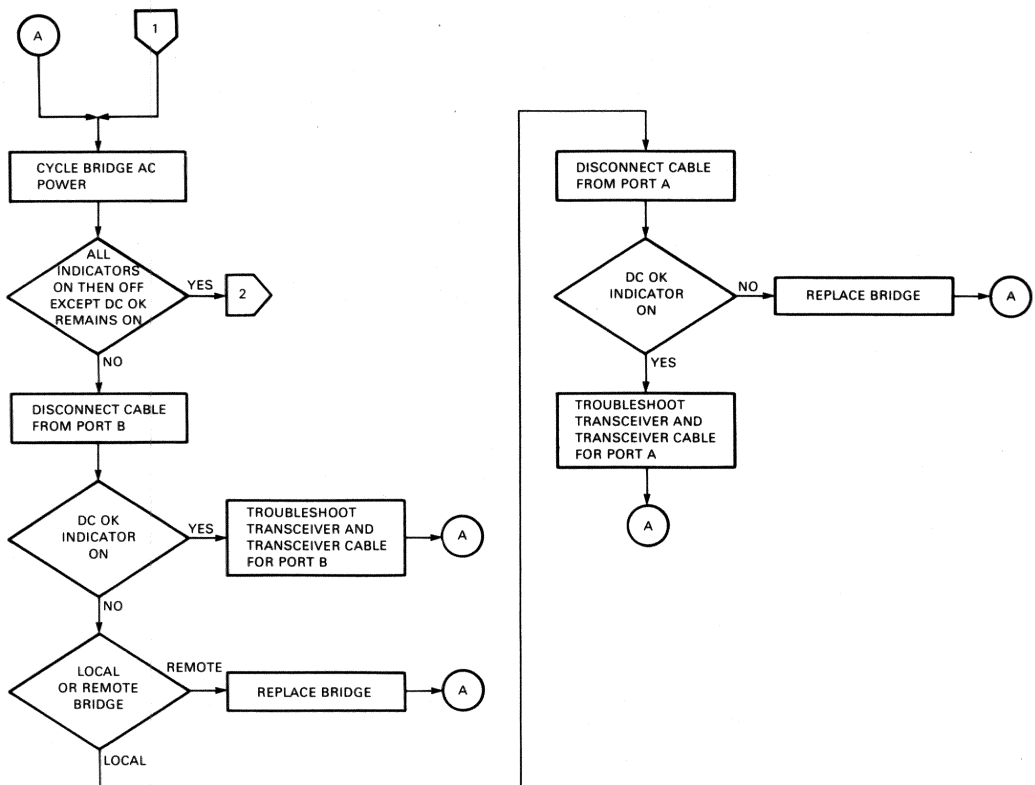 A
1
CYCLE BRIDGE AC
POWER
ALL
INDICATORS
ON THEN OFF
EXCEPT DC OK
REMAINS ON
YES
2
NO
DISCONNECT CABLE
FROM PORT B
DC OK
INDICATOR
ON
YES
TROUBLESHOOT
TRANSCEIVER AND
TRANSCEIVER CABLE
FOR PORT B
A
NO
LOCAL
OR REMOTE
BRIDGE
REMOTE
REPLACE BRIDGE
A
LOCAL
DISCONNECT CABLE
FROM PORT A
DC OK
INDICATOR
ON
NO
REPLACE BRIDGE
A
YES
TROUBLESHOOT
TRANSCEIVER AND
TRANSCEIVER CABLE
FOR PORT A
A